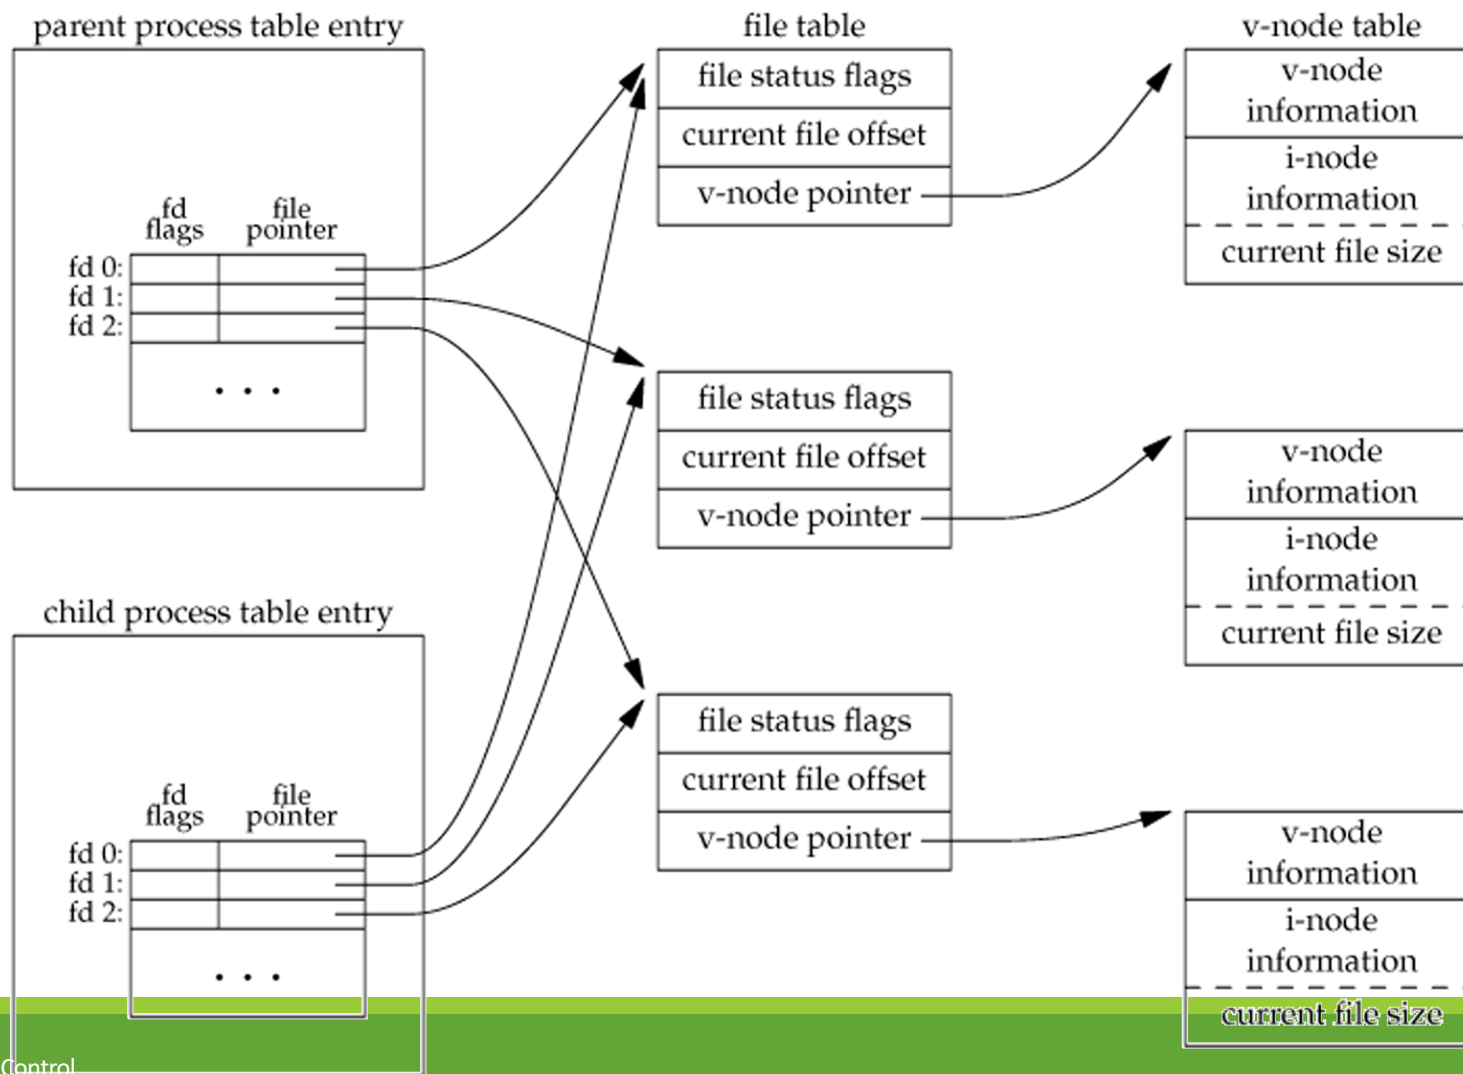 parent process table entry
fd
flags
file
pointer
fd 0:
fd 1:
fd 2:
. . .
child process table entry
fd
flags
file
pointer
fd 0:
fd 1:
fd 2:
. . .
file table
file status flags
current file offset
v-node pointer
file status flags
current file offset
v-node pointer
file status flags
current file offset
v-node pointer
v-node table
v-node
information
i-node
information
current file size
v-node
information
i-node
information
current file size
v-node
information
i-node
information
current file size
Control